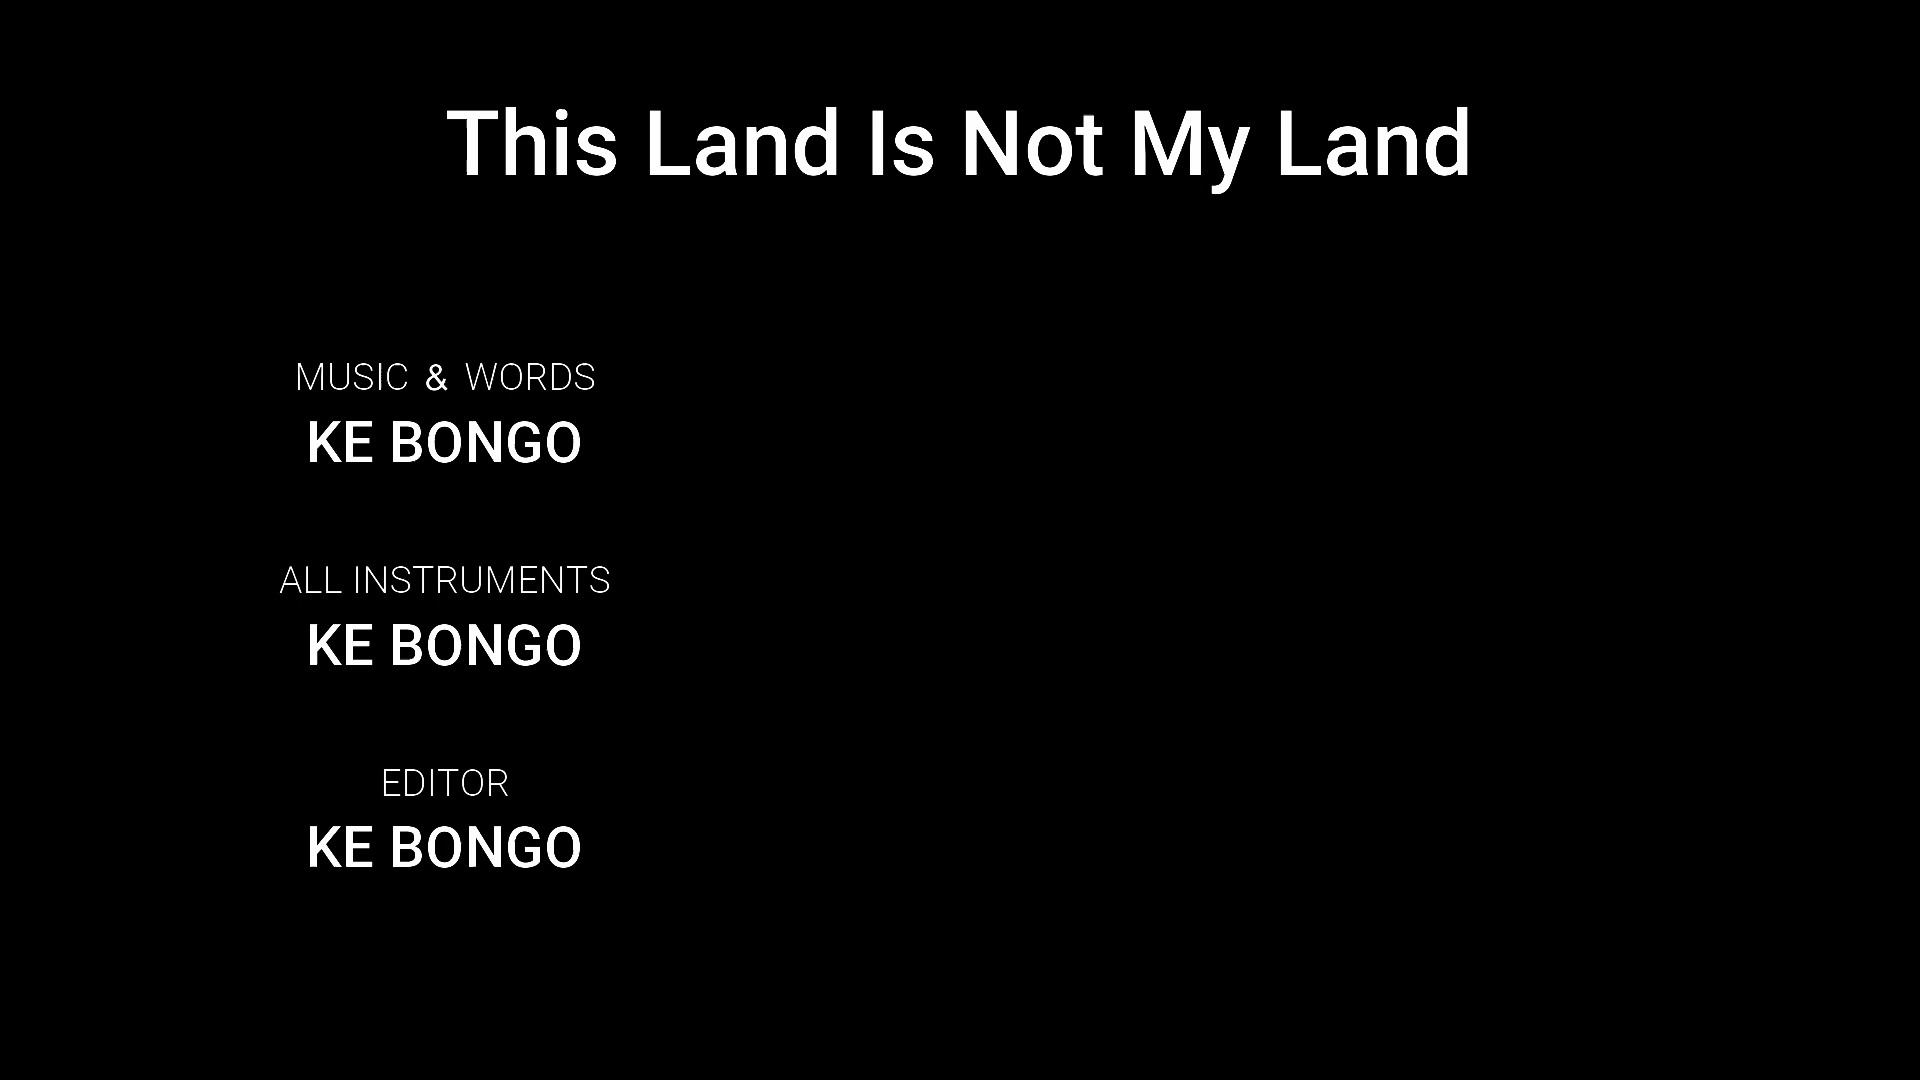 This Land Is Not My Land
MUSIC & WORDS
KE BONGO
ALL INSTRUMENTS
KE BONGO
EDITOR
KE BONGO